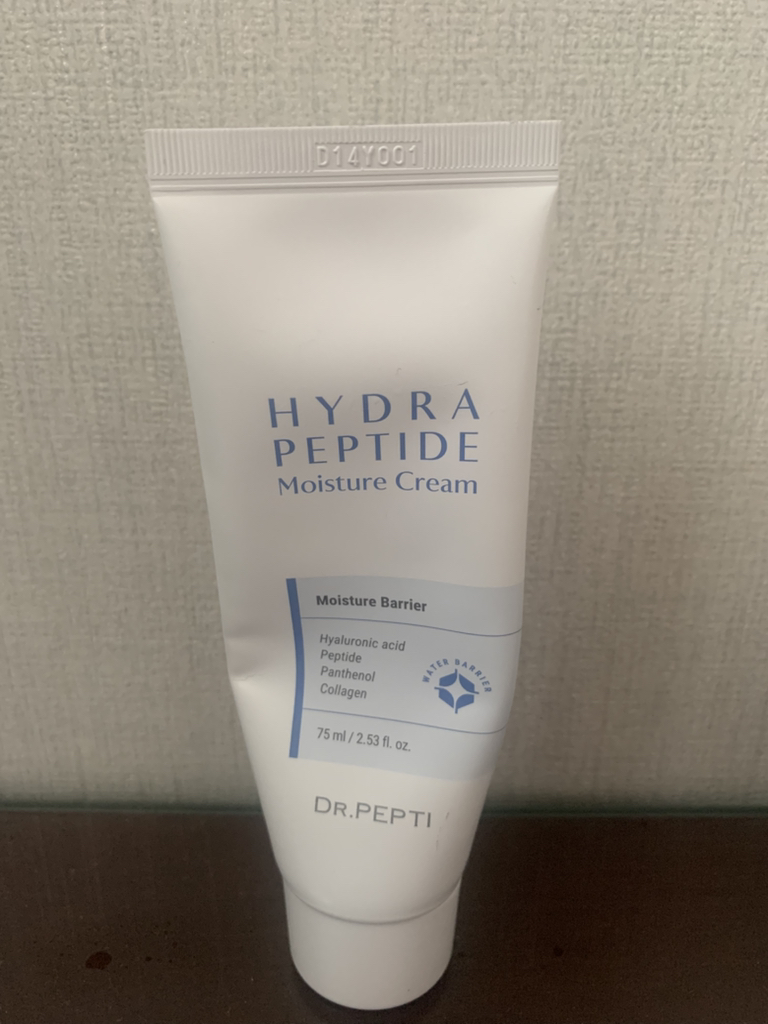 D14Y001
HYDRA
PEPTIDE
Moisture Cream
Moisture Barrier
Hyaluronic acid
Peptide
Panthenol
Collagen
WATER BARRIER
75 ml / 2.53 fl. oz.
DR.PEPTI